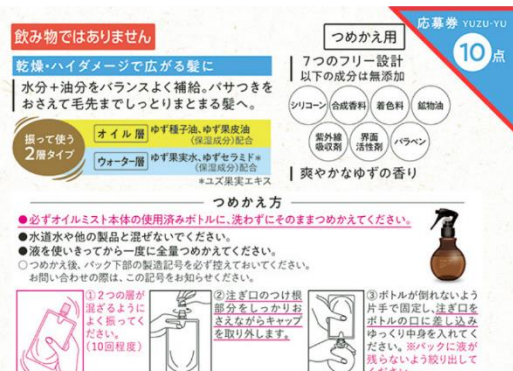 飲み物ではありません
つめかえ用
応募券 YUZU-YU
10点
乾燥・ハイダメージで広がる髪に
水分+油分をバランスよく補給。パサつきを
おさえて毛先までしっとりまとまる髪へ。
振って使う
2層タイプ
オイル層 ゆず種子油、ゆず果皮油
(保湿成分)配合
ウォーター層 ゆず果実水、ゆずセラミド*
(保湿成分)配合
*ユズ果実エキス
7つのフリー設計
以下の成分は無添加
シリコーン 合成香料 着色料 鉱物油
紫外線
吸収剤
界面
活性剤
パラベン
爽やかなゆずの香り
つめかえ方
●必ずオイルミスト本体の使用済みボトルに、洗わずにそのままつめかえてください。
●水道水や他の製品と混ぜないでください。
●液を使いきってから一度に全量つめかえてください。
○つめかえ後、パック下部の製造記号を必ず控えておいてください。
お問い合わせの際は、この記号をお知らせください。
①2つの層が
混ざるように
よく振ってく
ださい。
(10回程度)
②注ぎ口のつけ根
部分をしっかりお
さえながらキャップ
を取り外します。
③ボトルが倒れないよう
片手で固定し、注ぎ口を
ボトルの口に差し込み
ゆっくり中身を入れてく
ださい。※パックに液が
残らないよう絞り出して
ください。